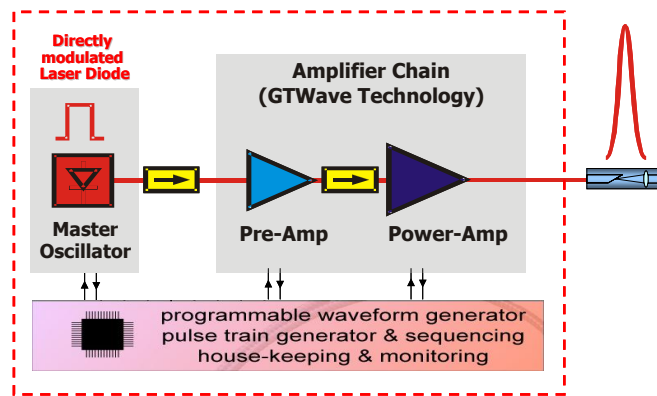 Directly
modulated
Laser Diode
Amplifier Chain
(GTWave Technology)
Master
Oscillator
Pre-Amp
Power-Amp
programmable waveform generator
pulse train generator & sequencing
house-keeping & monitoring